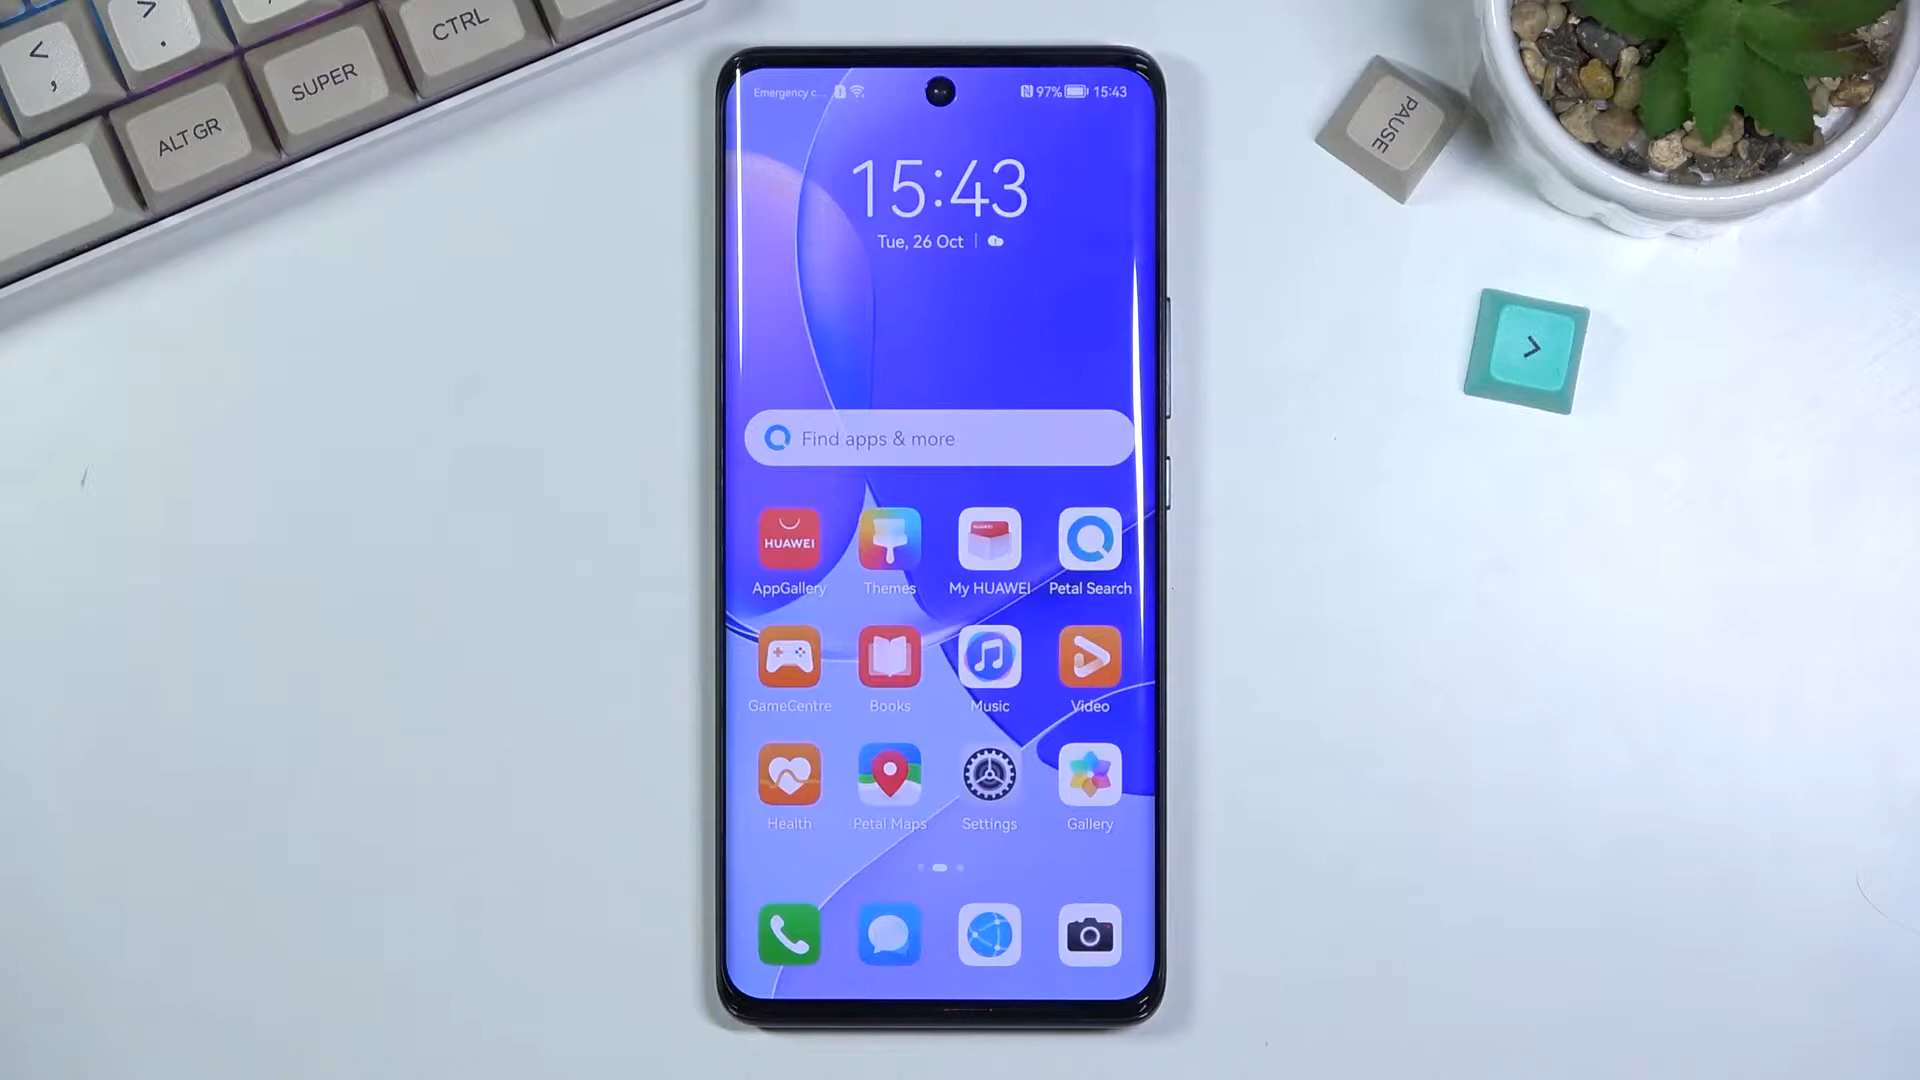 <
,
>
.
CTRL
SUPER
ALT GR
PAUSE
>
Emergency c...
97%
15:43
15:43
Tue, 26 Oct
Find apps & more
HUAWEI
HUAWEI
AppGallery
Themes
My HUAWEI
Petal Search
GameCentre
Books
Music
Video
Health
Petal Maps
Settings
Gallery